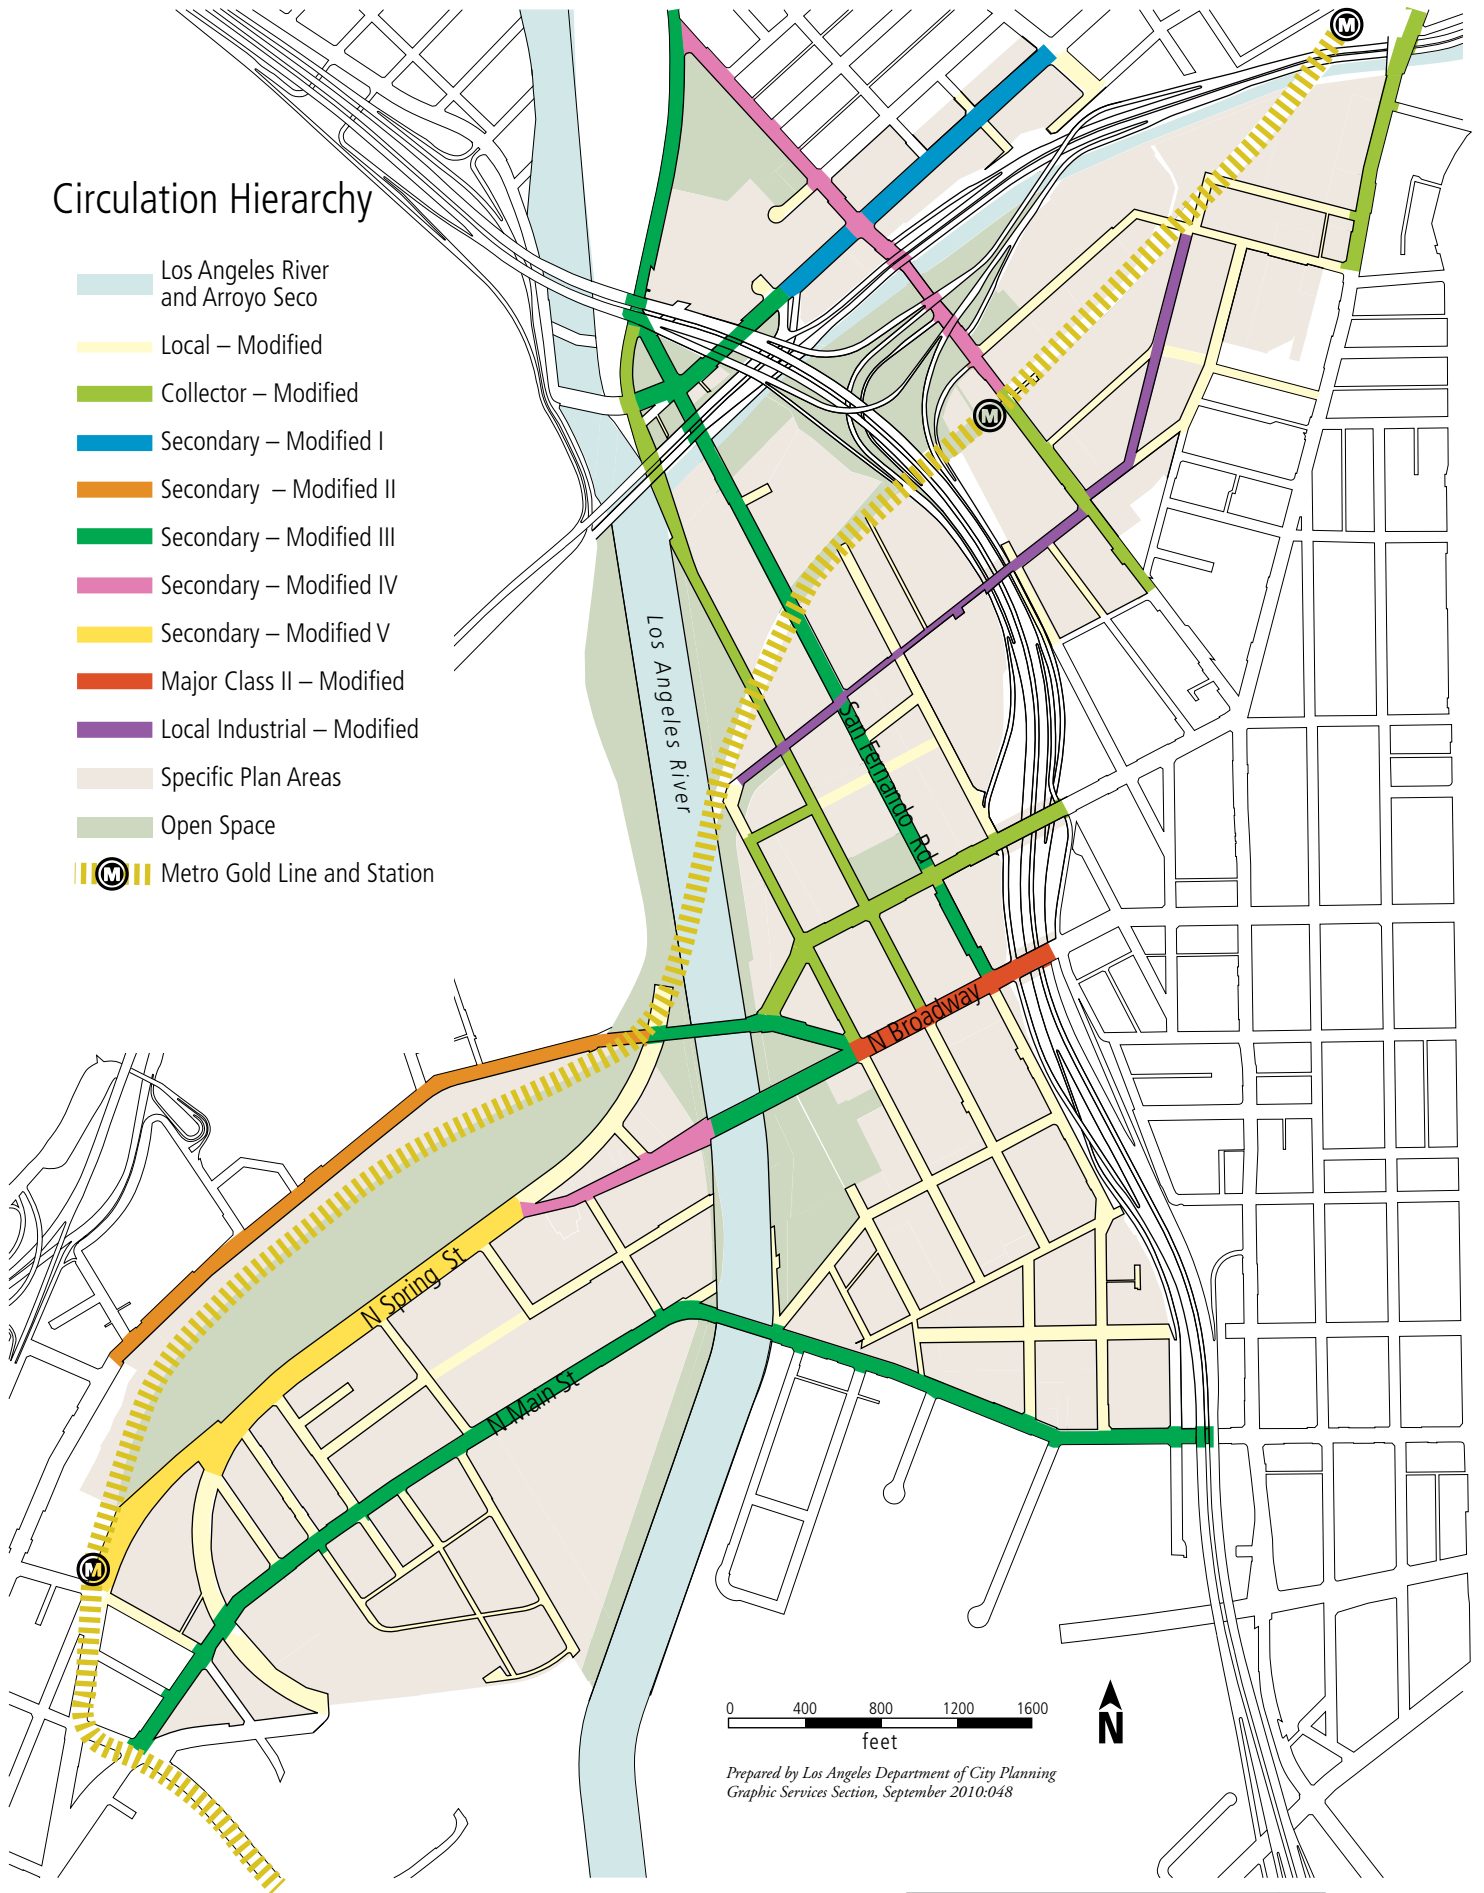 Circulation Hierarchy
Los Angeles River
and Arroyo Seco
Local – Modified
Collector – Modified
Secondary – Modified I
Secondary – Modified II
Secondary – Modified III
Secondary – Modified IV
Secondary – Modified V
Major Class II – Modified
Local Industrial – Modified
Specific Plan Areas
Open Space
M Metro Gold Line and Station
M
M
Los Angeles River
San Fernando Rd
N Broadway
N Spring St
N Main St
M
0 400 800 1200 1600
feet
N
Prepared by Los Angeles Department of City Planning
Graphic Services Section, September 2010:048